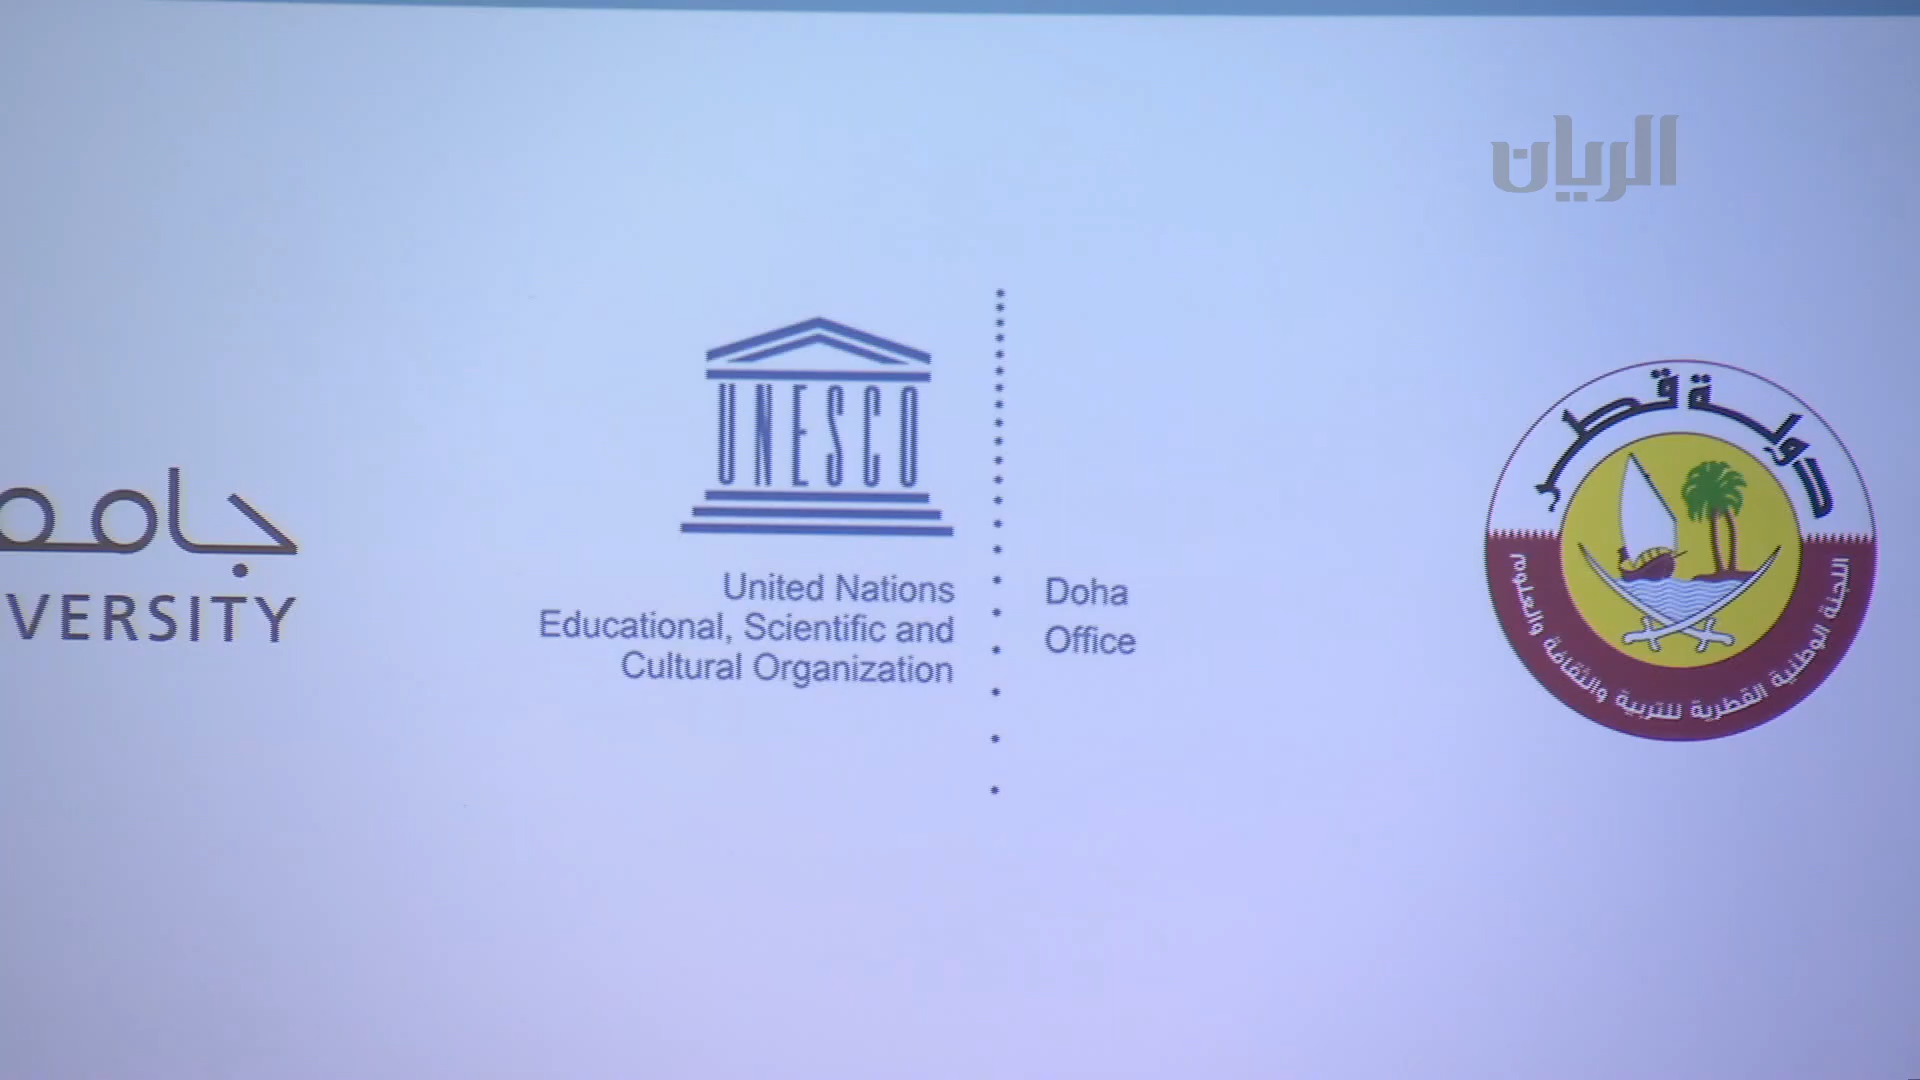 الريان
UNESCO
United Nations
Educational, Scientific and
Cultural Organization
Doha
Office
دولة قطر
اللجنة الوطنية القطرية للتربية والثقافة والعلوم
VERSITY